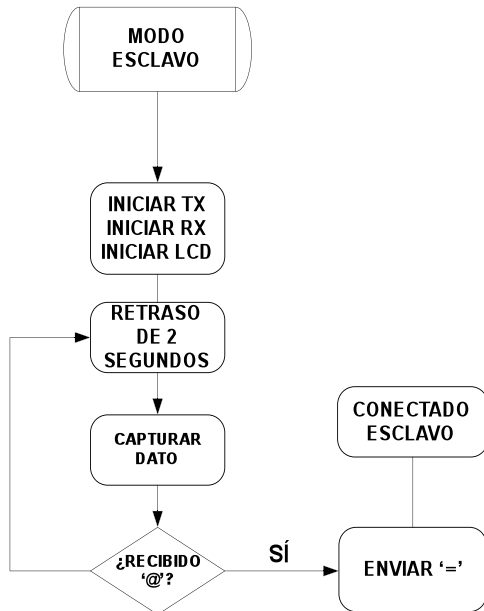 MODO
ESCLAVO
INICIAR TX
INICIAR RX
INICIAR LCD
RETRASO
DE 2
SEGUNDOS
CAPTURAR
DATO
¿RECIBIDO
‘@’?
SÍ
ENVIAR ‘=’
CONECTADO
ESCLAVO